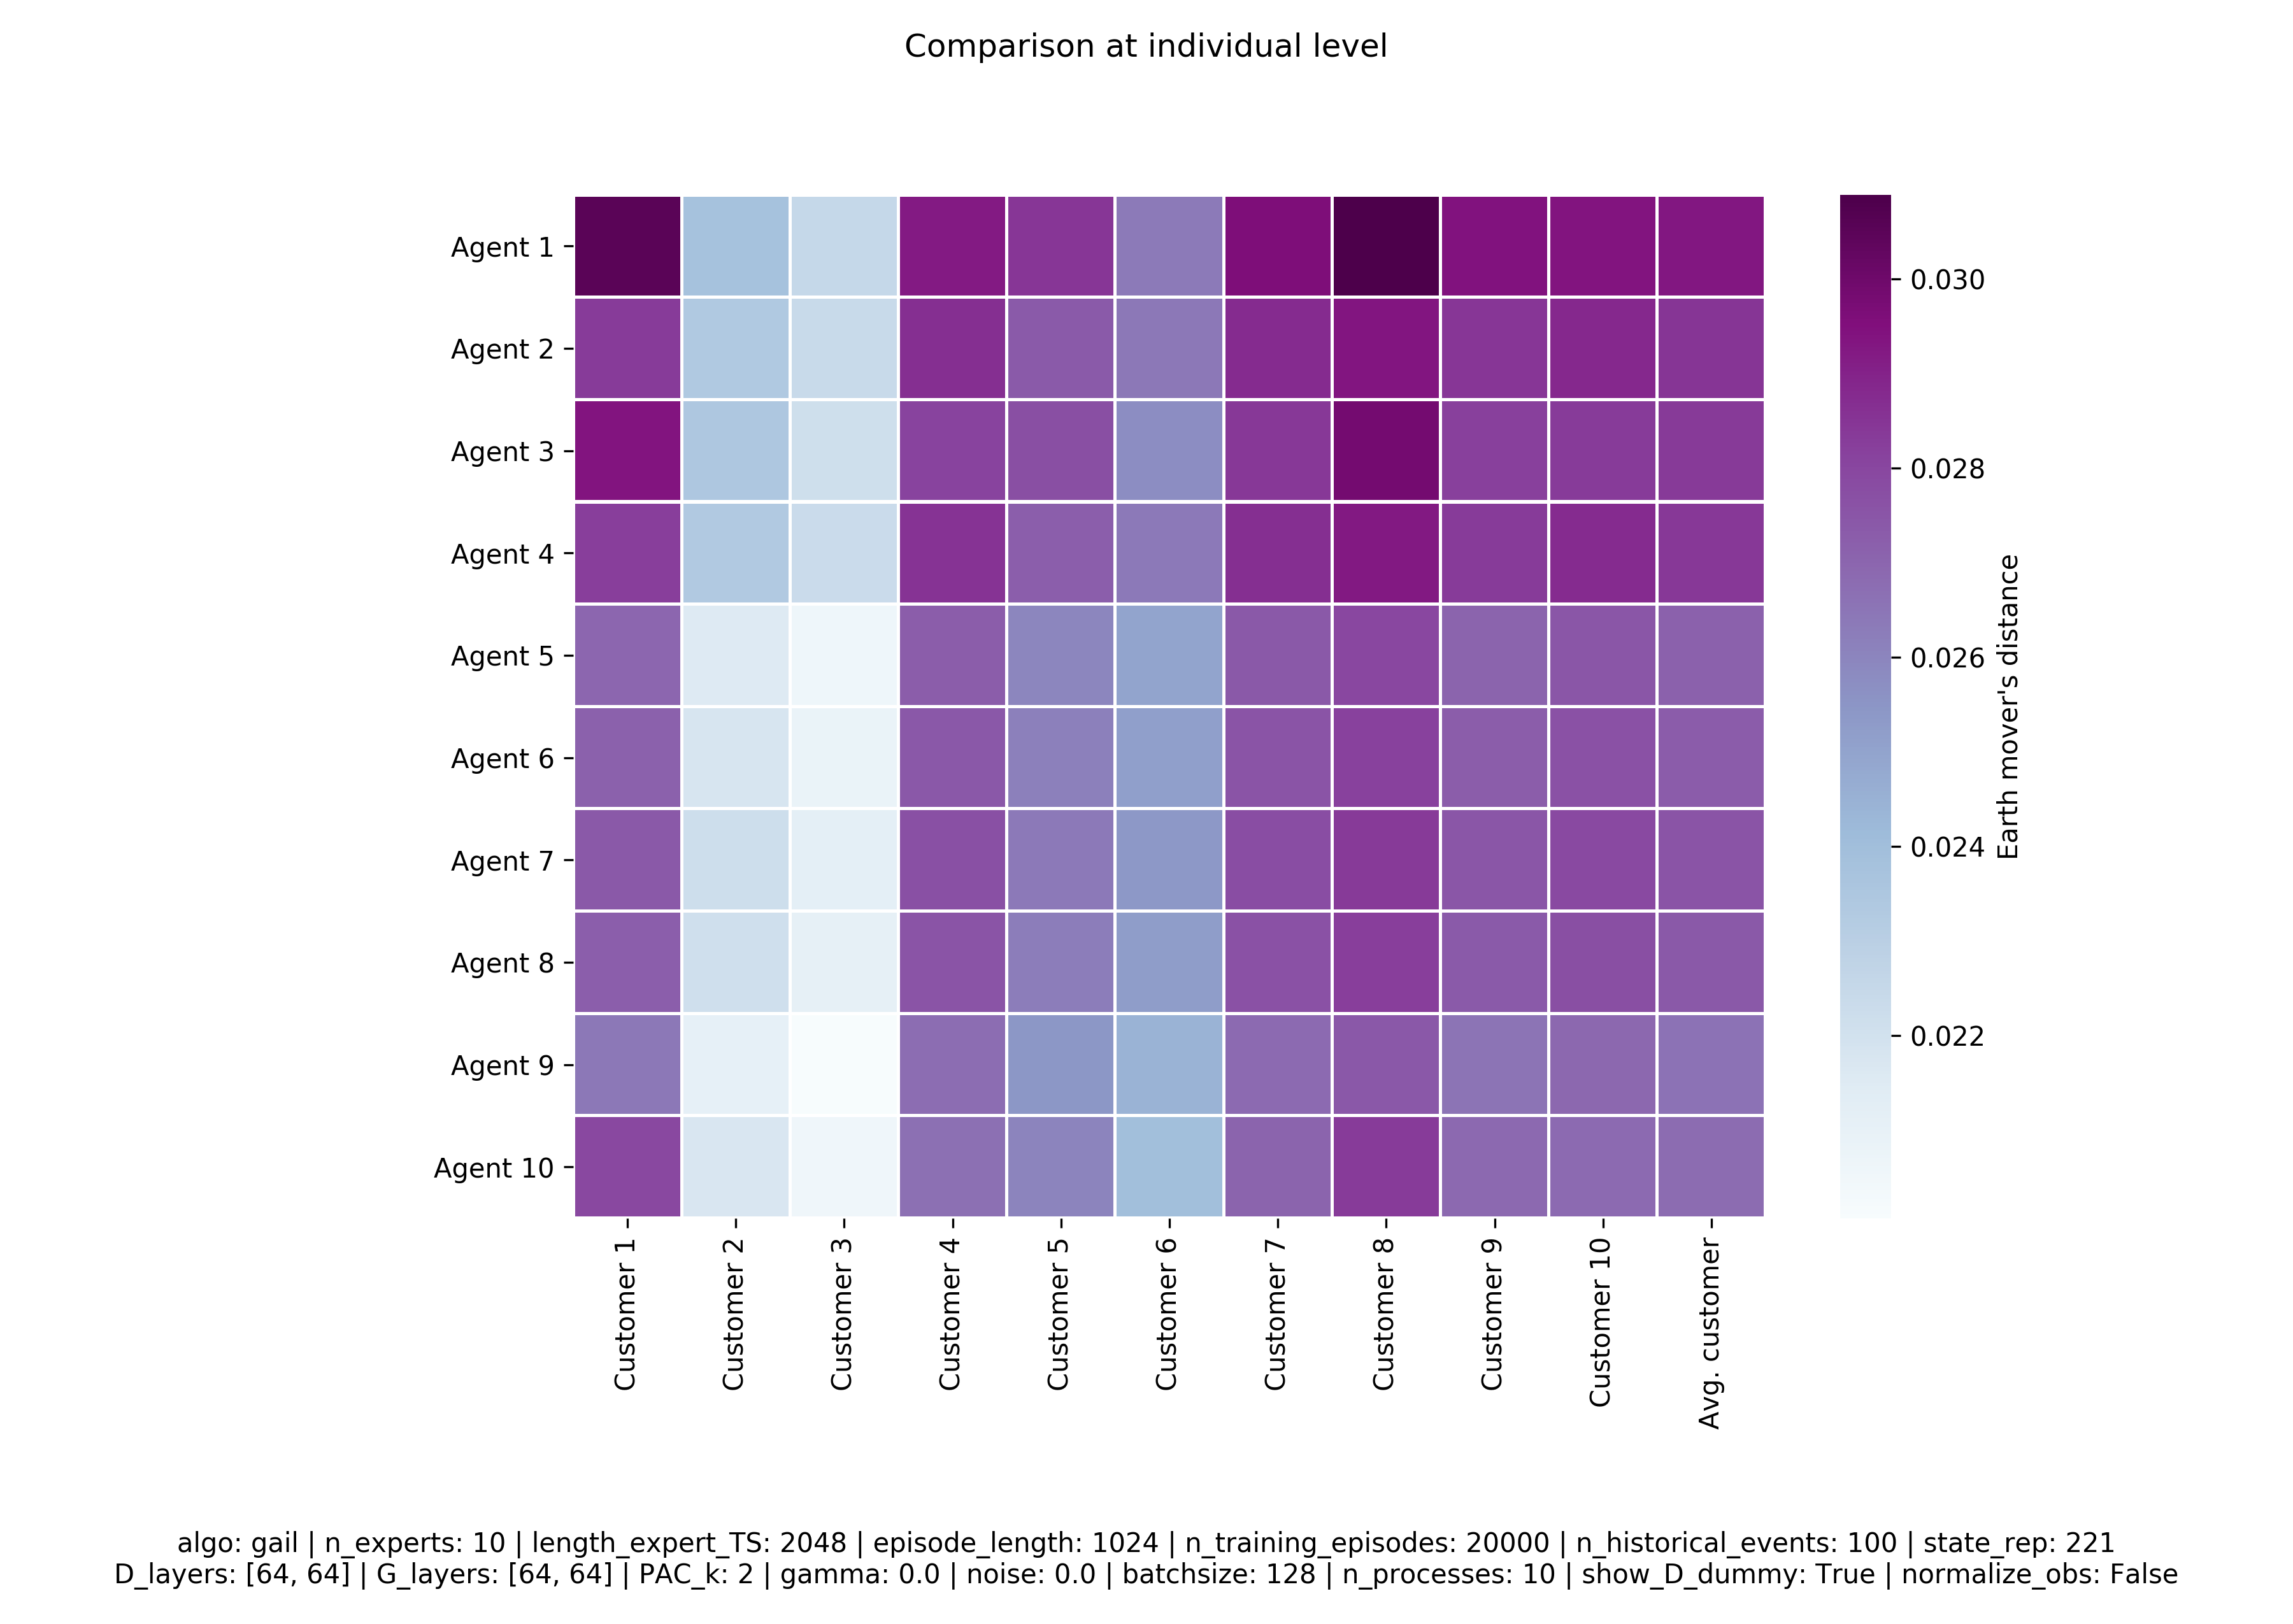 Comparison at individual level
Agent 1
Agent 2
Agent 3
Agent 4
Agent 5
Agent 6
Agent 7
Agent 8
Agent 9
Agent 10
Customer 1
Customer 2
Customer 3
Customer 4
Customer 5
Customer 6
Customer 7
Customer 8
Customer 9
Customer 10
Avg. customer
0.030
0.028
0.026
0.024
0.022
Earth mover's distance
algo: gail | n_experts: 10 | length_expert_TS: 2048 | episode_length: 1024 | n_training_episodes: 20000 | n_historical_events: 100 | state_rep: 221
D_layers: [64, 64] | G_layers: [64, 64] | PAC_k: 2 | gamma: 0.0 | noise: 0.0 | batchsize: 128 | n_processes: 10 | show_D_dummy: True | normalize_obs: False